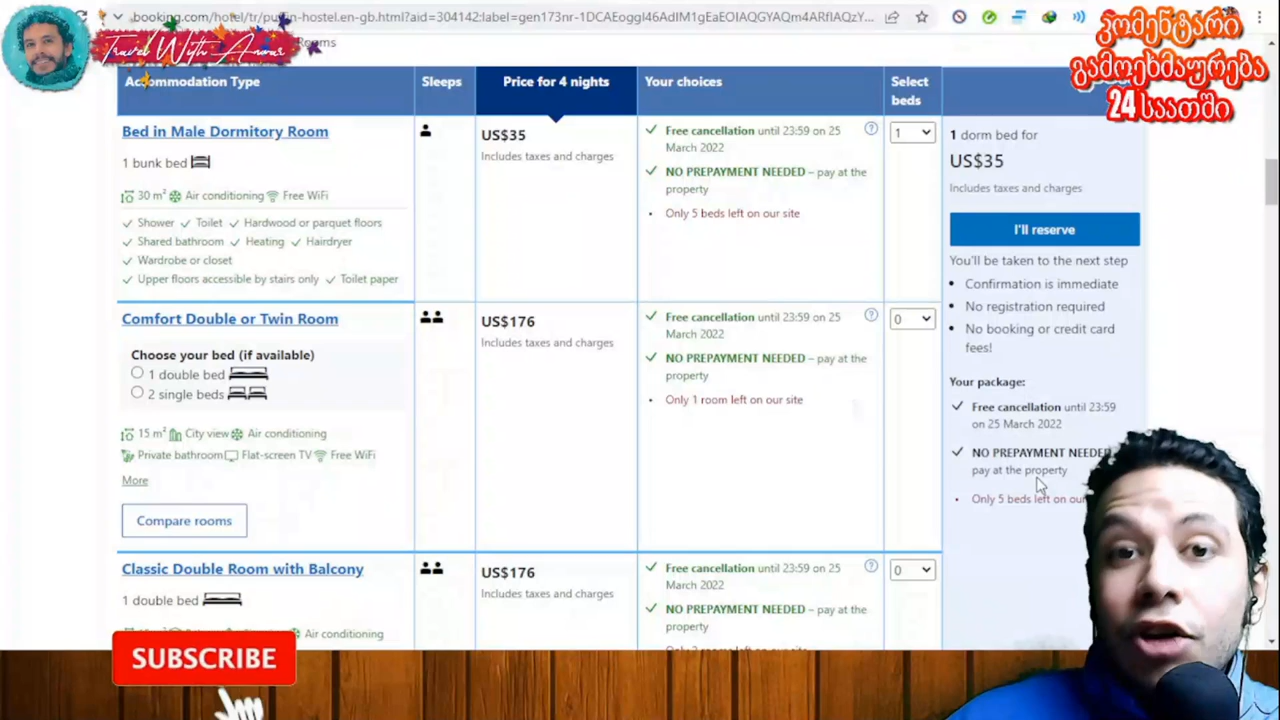 booking.com/hotel/tr/puffin-hostel.en-gb.html?aid=304142;label=gen173nr-
Travel With Anwar
Rooms
კომენტარი
გამოეხმაურება
24 საათში
Accommodation Type
Sleeps
Price for 4 nights
Your choices
Select
beds
Bed in Male Dormitory Room
1 bunk bed
30 m² Air conditioning Free WiFi
Shower Toilet Hardwood or parquet floors
Shared bathroom Heating Hairdryer
Wardrobe or closet
Upper floors accessible by stairs only Toilet paper
US$35
Includes taxes and charges
Free cancellation until 23:59 on 25
March 2022
NO PREPAYMENT NEEDED – pay at the
property
Only 5 beds left on our site
1
1 dorm bed for
US$35
Includes taxes and charges
I'll reserve
You'll be taken to the next step
Confirmation is immediate
No registration required
No booking or credit card
fees!
Your package:
Free cancellation until 23:59
on 25 March 2022
NO PREPAYMENT NEEDED
pay at the property
Only 5 beds left on our
Comfort Double or Twin Room
Choose your bed (if available)
1 double bed
2 single beds
15 m² City view Air conditioning
Private bathroom Flat-screen TV Free WiFi
More
Compare rooms
US$176
Includes taxes and charges
Free cancellation until 23:59 on 25
March 2022
NO PREPAYMENT NEEDED – pay at the
property
Only 1 room left on our site
0
Classic Double Room with Balcony
1 double bed
Air conditioning
US$176
Includes taxes and charges
Free cancellation until 23:59 on 25
March 2022
NO PREPAYMENT NEEDED – pay at the
property
0
SUBSCRIBE